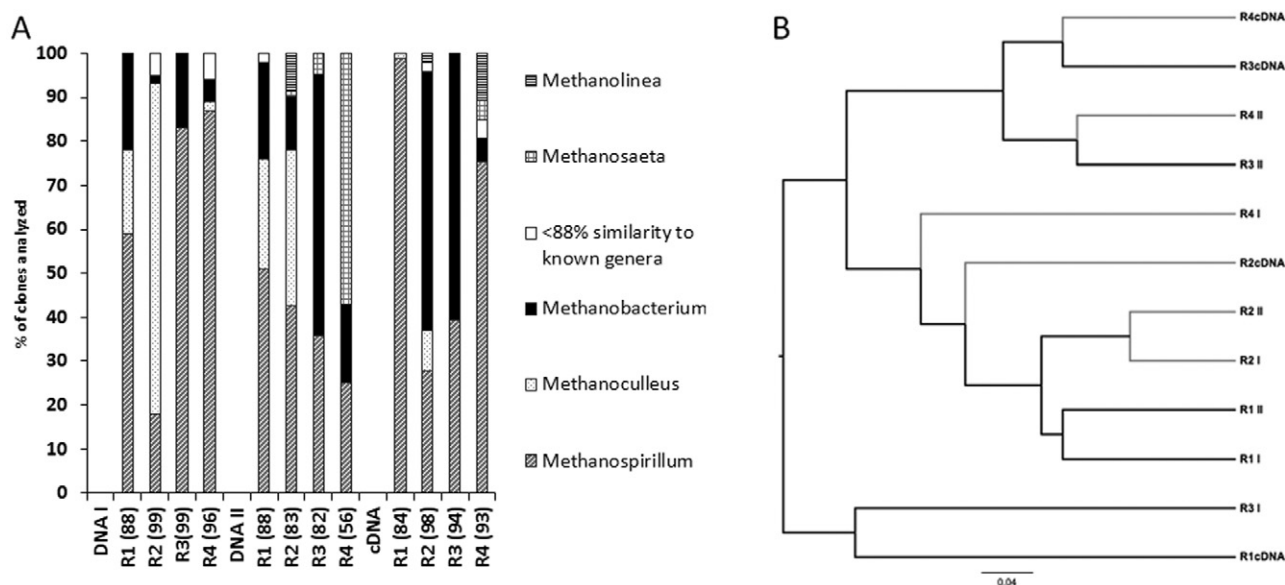 A
% of clones analyzed
100
90
80
70
60
50
40
30
20
10
0
DNA I
R1 (88)
R2 (99)
R3(99)
R4 (96)
DNA II
R1 (88)
R2 (83)
R3 (82)
R4 (56)
cDNA
R1 (84)
R2 (98)
R3 (94)
R4 (93)
Methanolinea
Methanosaeta
<88% similarity to
known genera
Methanobacterium
Methanoculleus
Methanospirillum
B
R4cDNA
R3cDNA
R4 II
R3 II
R4 I
R2cDNA
R2 II
R2 I
R1 II
R1 I
R3 I
R1cDNA
0.04